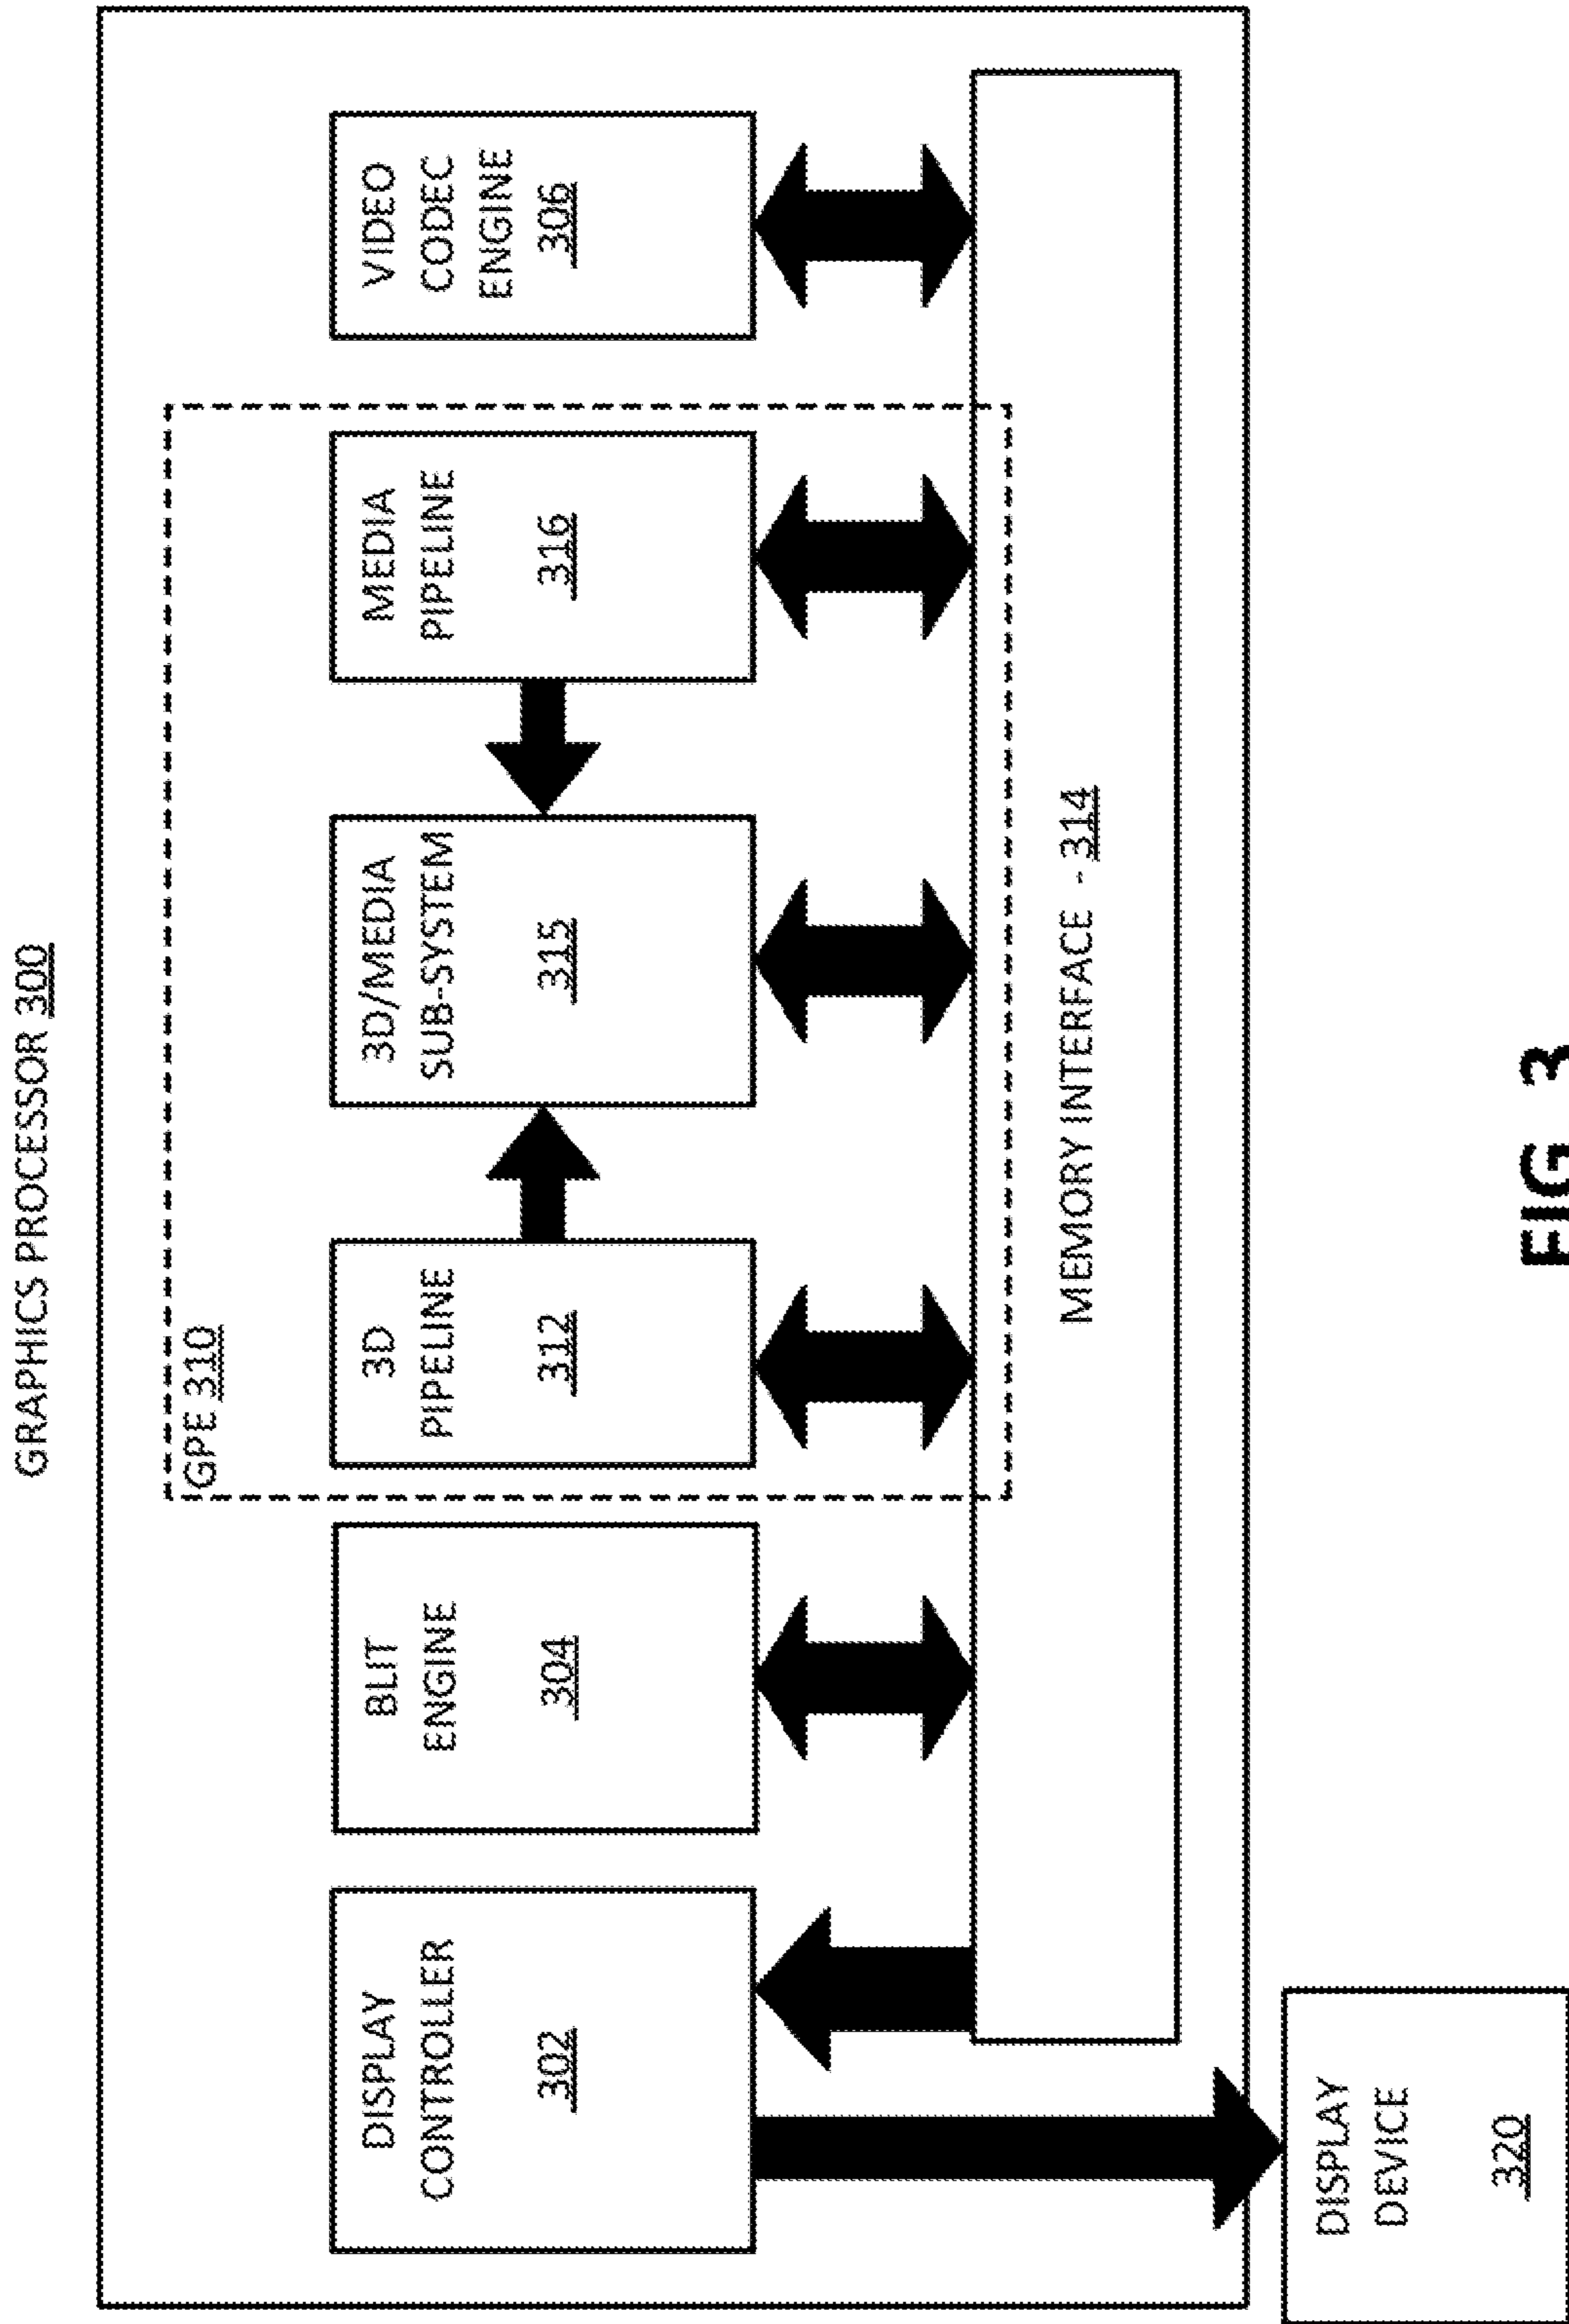 GRAPHICS PROCESSOR 300
GPE 310
DISPLAY
CONTROLLER
302
BLIT
ENGINE
304
3D
PIPELINE
312
3D/MEDIA
SUB-SYSTEM
315
MEDIA
PIPELINE
316
VIDEO
CODEC
ENGINE
306
MEMORY INTERFACE - 314
DISPLAY
DEVICE
320
FIG. 3